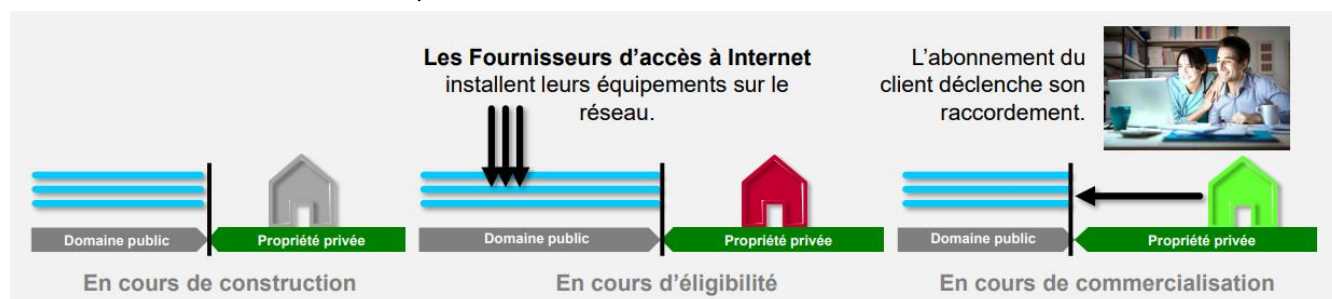 Les Fournisseurs d'accès à Internet
installent leurs équipements sur le
réseau.
L'abonnement du
client déclenche son
raccordement.
Domaine public
Propriété privée
Domaine public
Propriété privée
Domaine public
Propriété privée
En cours de construction
En cours d'éligibilité
En cours de commercialisation